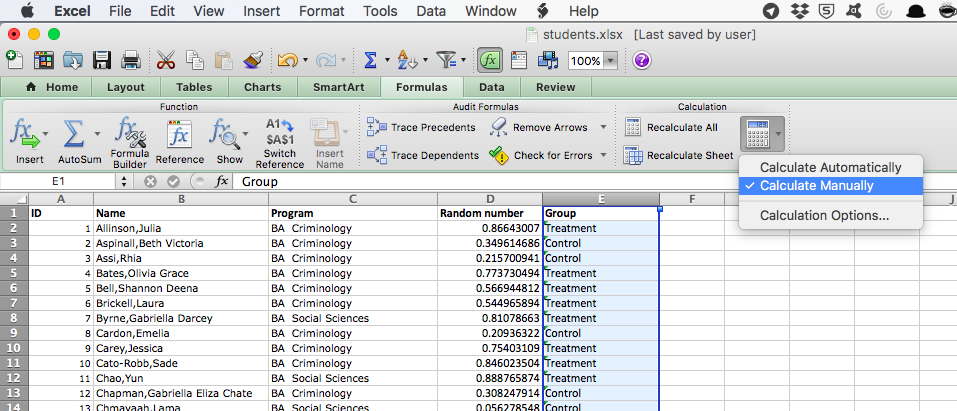 Excel File Edit View Insert Format Tools Data Window Help
students.xlsx [Last saved by user]
fx 100% ?
Home Layout Tables Charts SmartArt Formulas Data Review
Function Audit Formulas Calculation
fx Σ fx fx fx A1 $A$1
Insert AutoSum Formula Builder Reference Show Switch Reference Insert Name
Trace Precedents Remove Arrows Recalculate All
Trace Dependents Check for Errors Recalculate Sheet
Calculate Automatically
✓ Calculate Manually
Calculation Options...
E1 fx Group
A B C D E F J
1 ID Name Program Random number Group
2 1 Allinson,Julia BA Criminology 0.86643007 Treatment
3 2 Aspinall,Beth Victoria BA Criminology 0.349614686 Control
4 3 Assi,Rhia BA Criminology 0.215700941 Control
5 4 Bates,Olivia Grace BA Criminology 0.773730494 Treatment
6 5 Bell,Shannon Deena BA Criminology 0.566944812 Treatment
7 6 Brickell,Laura BA Criminology 0.544965894 Treatment
8 7 Byrne,Gabriella Darcey BA Social Sciences 0.81078663 Treatment
9 8 Cardon,Emelia BA Criminology 0.20936322 Control
10 9 Carey,Jessica BA Criminology 0.75403109 Treatment
11 10 Cato-Robb,Sade BA Criminology 0.846023504 Treatment
12 11 Chao,Yun BA Social Sciences 0.888765874 Treatment
13 12 Chapman,Gabriella Eliza Chate BA Criminology 0.308247914 Control
14 13 Chmayaah,Lama BA Social Sciences 0.056278548 Control